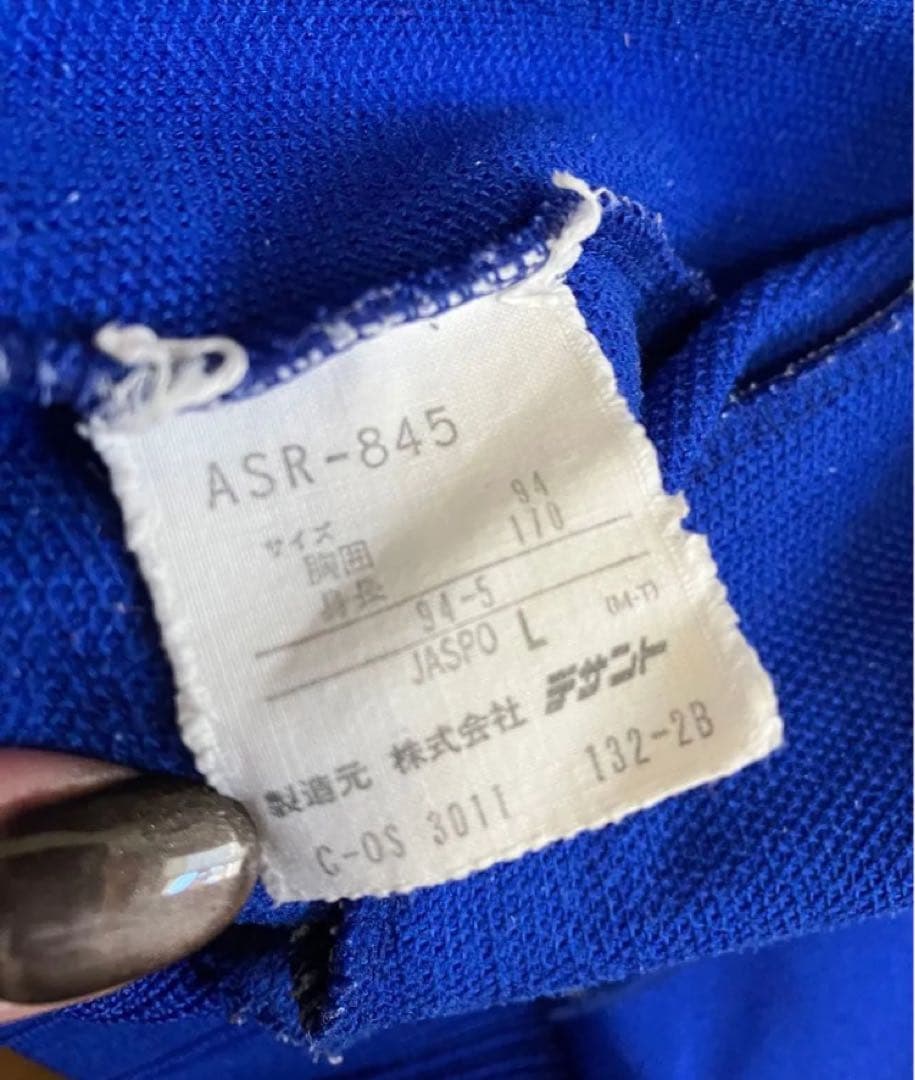 ASR-845
サイズ
胸囲 94
身長 170
94-5
JASPO L (M-T)
製造元 株式会社 デサント
C-OS 3011 132-2B